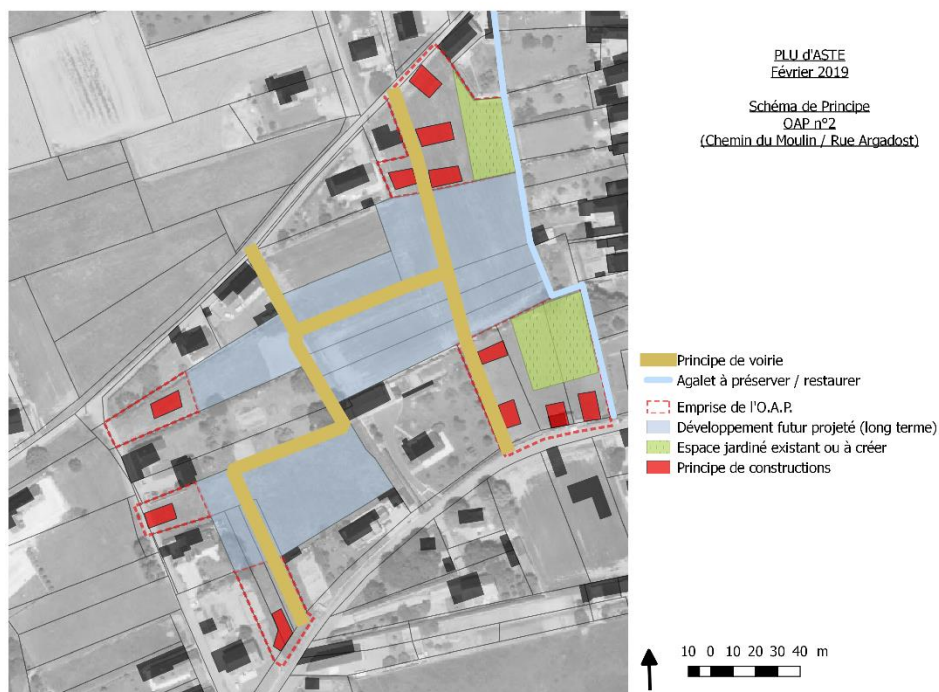 PLU d'ASTE
Février 2019
Schéma de Principe
OAP n°2
(Chemin du Moulin / Rue Argadost)
Principe de voirie
Agalet à préserver / restaurer
Emprise de l'O.A.P.
Développement futur projeté (long terme)
Espace jardiné existant ou à créer
Principe de constructions
10 0 10 20 30 40 m